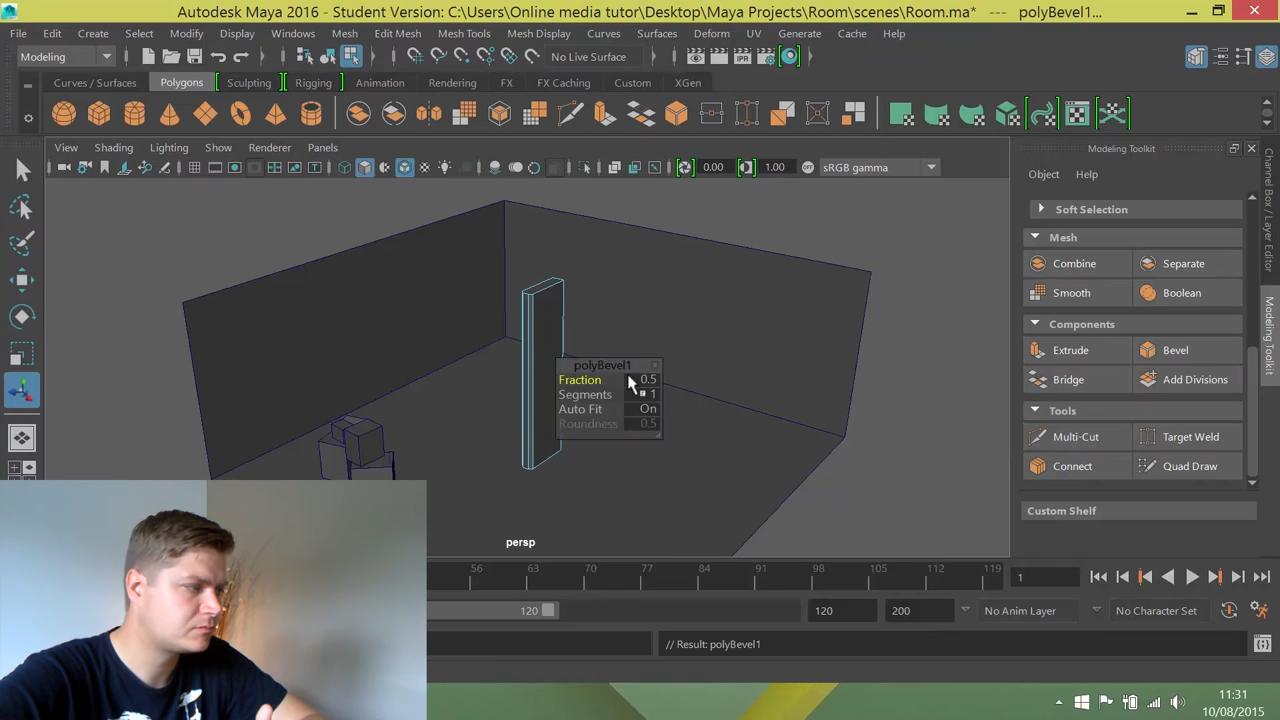 Autodesk Maya 2016 - Student Version: C:\Users\Online media tutor\Desktop\Maya Projects\Room\scenes\Room.ma* --- polyBevel1...
File Edit Create Select Modify Display Windows Mesh Edit Mesh Mesh Tools Mesh Display Curves Surfaces Deform UV Generate Cache Help
Modeling No Live Surface IPR
Curves / Surfaces Polygons Sculpting Rigging Animation Rendering FX FX Caching Custom XGen
View Shading Lighting Show Renderer Panels
0.00 1.00 sRGB gamma
Modeling Toolkit
Object Help
Soft Selection
Mesh
Combine Separate
Smooth Boolean
Components
Extrude Bevel
Bridge Add Divisions
Tools
Multi-Cut Target Weld
Connect Quad Draw
Custom Shelf
Channel Box / Layer Editor
Modeling Toolkit
polyBevel1
Fraction 0.5
Segments 1
Auto Fit On
Roundness 0.5
persp
56 63 70 77 84 91 98 105 112 119 1
120 120 200 No Anim Layer No Character Set
// Result: polyBevel1
11:31
10/08/2015